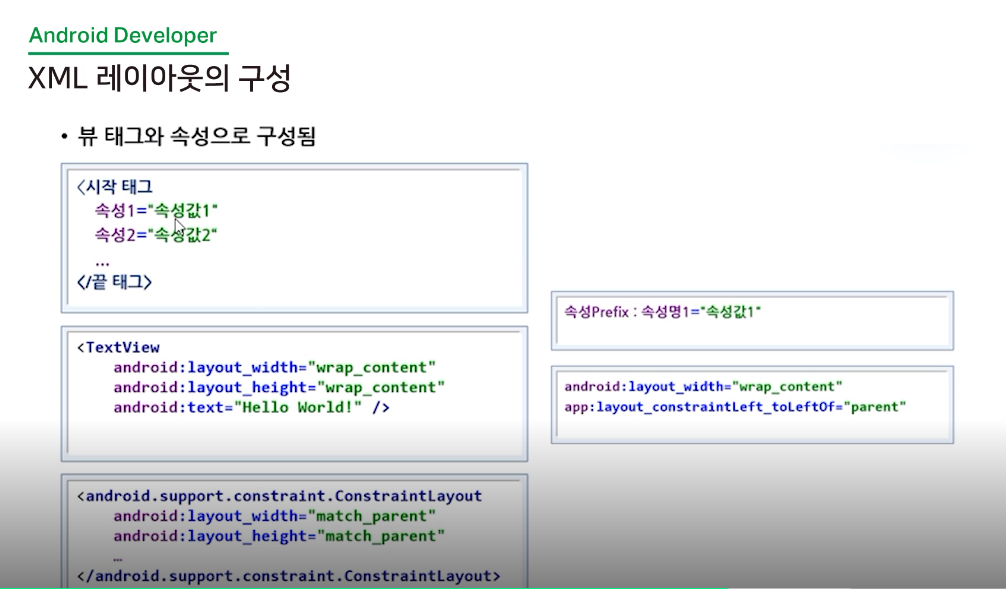 Android Developer
XML 레이아웃의 구성
• 뷰 태그와 속성으로 구성됨
<시작 태그
속성1="속성값1"
속성2="속성값2"
...
</끝 태그>
<TextView
android:layout_width="wrap_content"
android:layout_height="wrap_content"
android:text="Hello World!" />
<android.support.constraint.ConstraintLayout
android:layout_width="match_parent"
android:layout_height="match_parent"
…
</android.support.constraint.ConstraintLayout>
속성Prefix : 속성명1="속성값1"
android:layout_width="wrap_content"
app:layout_constraintLeft_toLeftOf="parent"